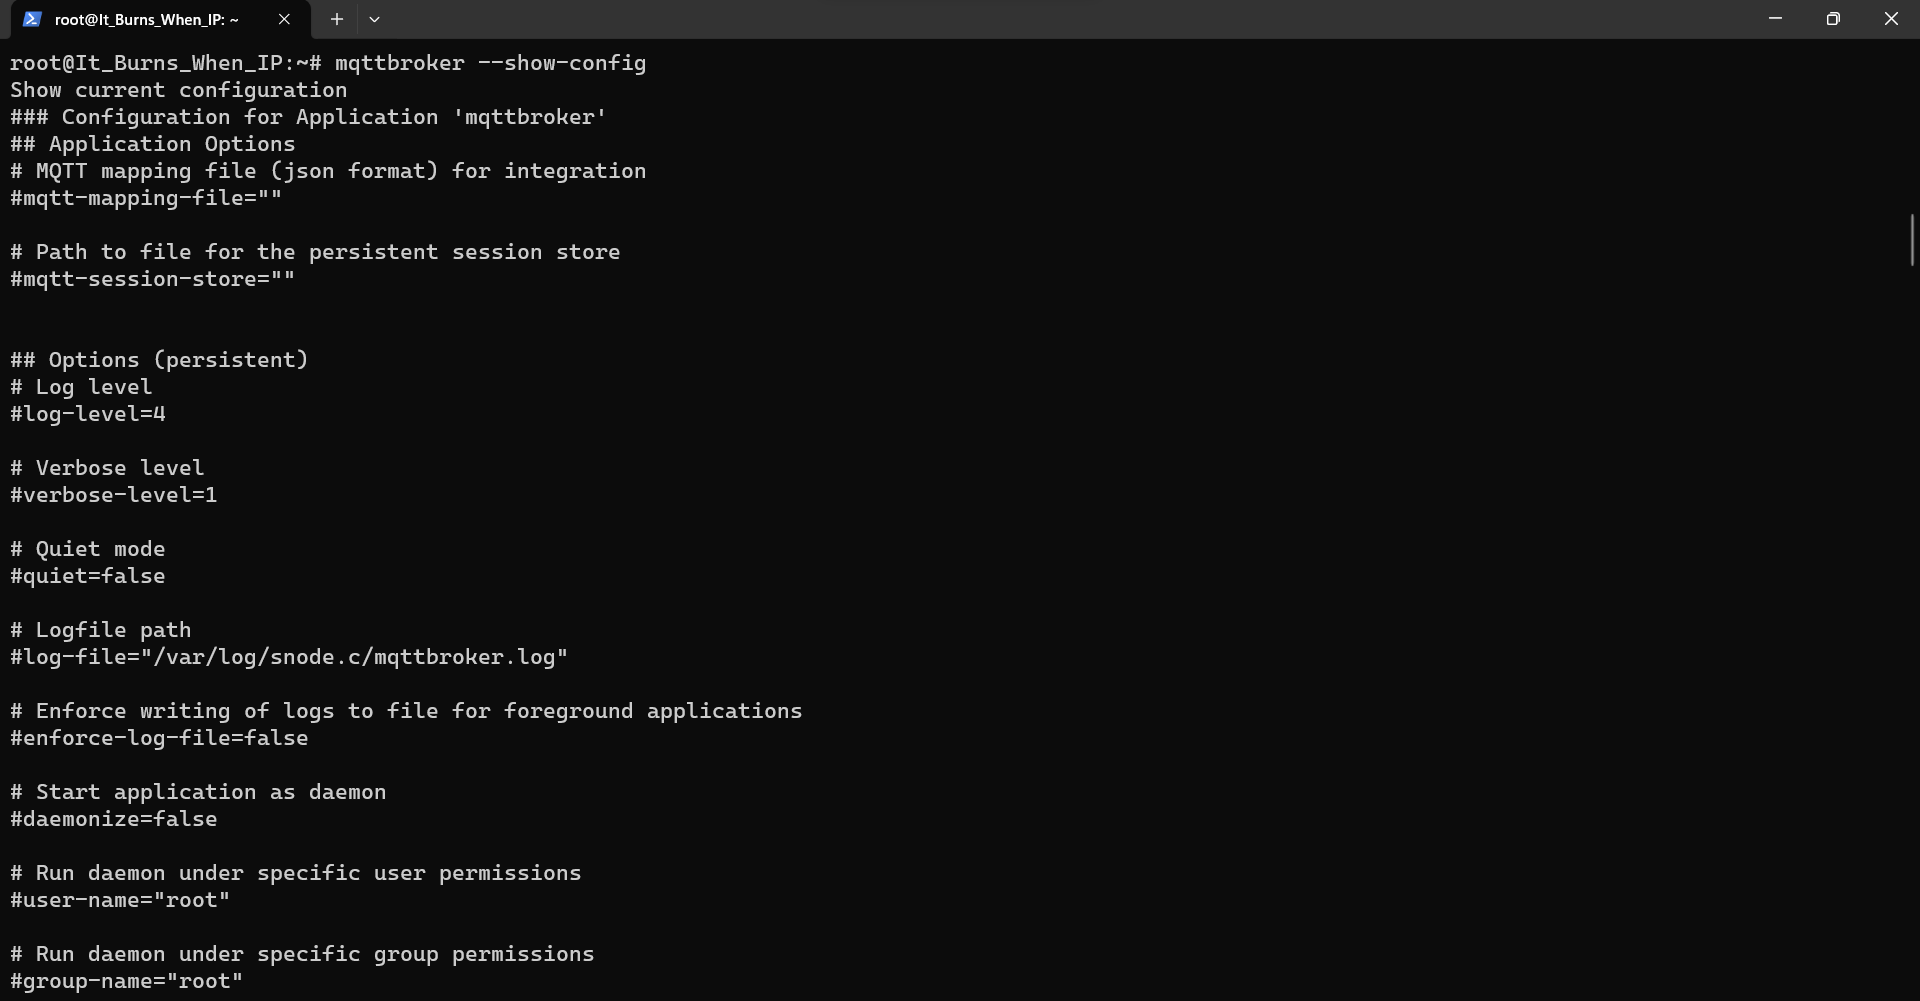 root@It_Burns_When_IP: ~
root@It_Burns_When_IP:~# mqttbroker --show-config
Show current configuration
### Configuration for Application 'mqttbroker'
## Application Options
# MQTT mapping file (json format) for integration
#mqtt-mapping-file=""
# Path to file for the persistent session store
#mqtt-session-store=""
## Options (persistent)
# Log level
#log-level=4
# Verbose level
#verbose-level=1
# Quiet mode
#quiet=false
# Logfile path
#log-file="/var/log/snode.c/mqttbroker.log"
# Enforce writing of logs to file for foreground applications
#enforce-log-file=false
# Start application as daemon
#daemonize=false
# Run daemon under specific user permissions
#user-name="root"
# Run daemon under specific group permissions
#group-name="root"